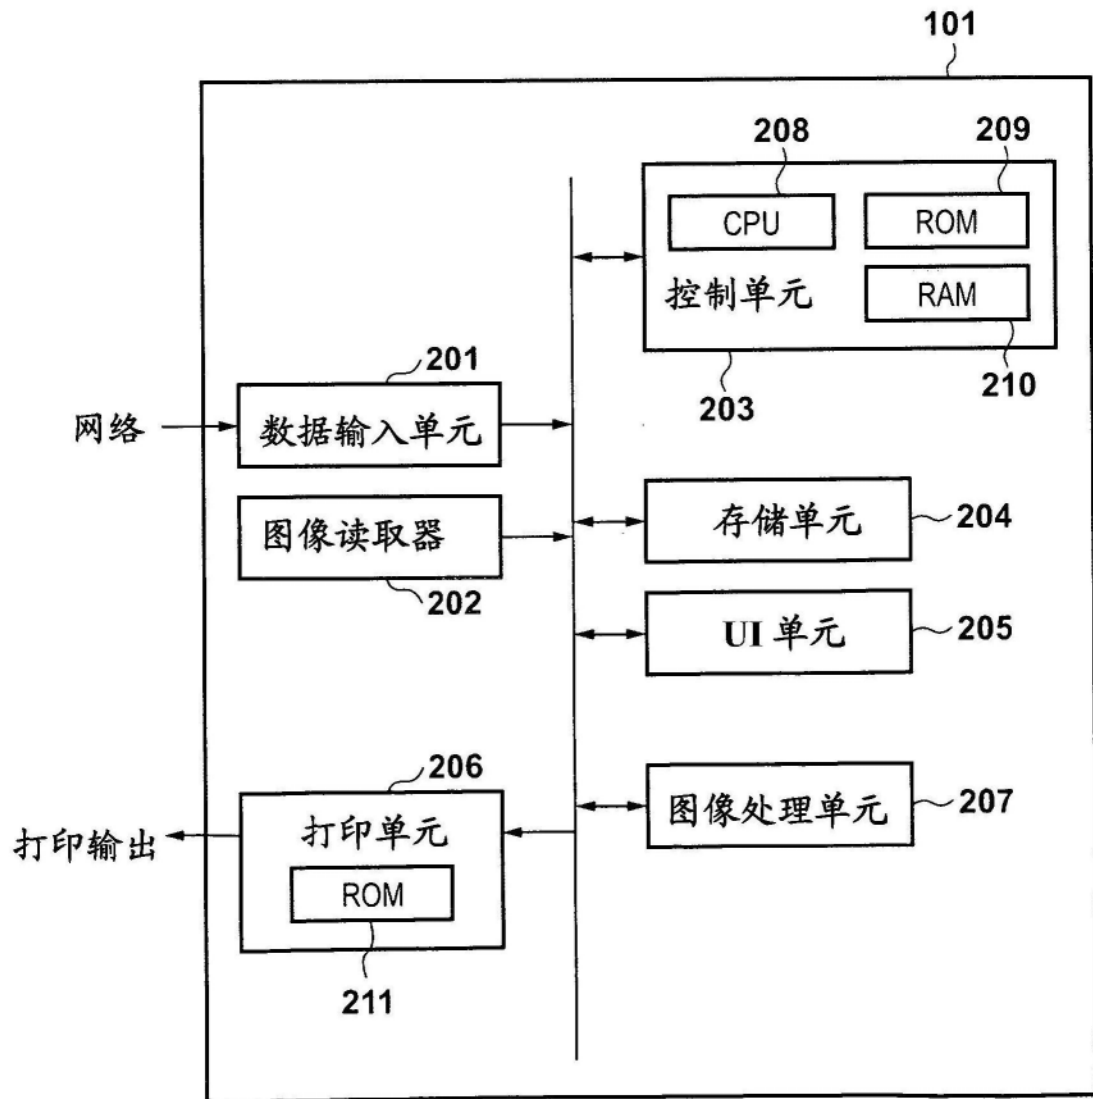 101
208
209
CPU
ROM
控制单元
RAM
203
210
201
网络
数据输入单元
图像读取器
202
存储单元
204
UI 单元
205
206
打印单元
打印输出
ROM
211
图像处理单元
207